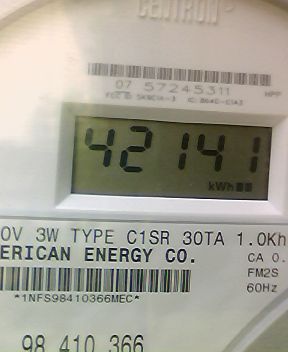 CENTRON
07 57245311
42141
kWh
0V 3W TYPE C1SR 30TA 1.0Kh
ERICAN ENERGY CO.
CA 0.
FM2S
60Hz
*1NFS98410366MEC*
98 410 366